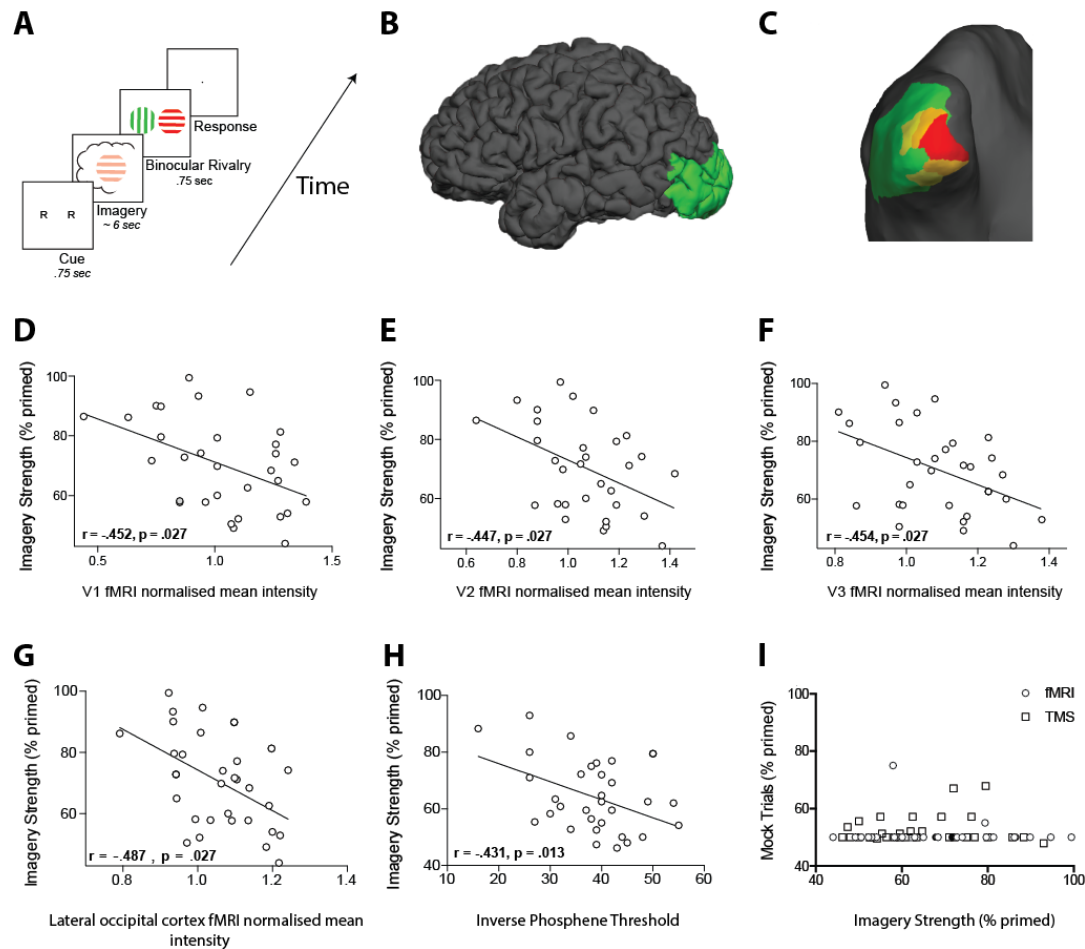 A
R R
Cue
.75 sec
Imagery
~ 6 sec
Binocular Rivalry
.75 sec
Response
Time
B
C
D
Imagery Strength (% primed)
100
80
60
r = -.452, p = .027
0.5 1.0 1.5
V1 fMRI normalised mean intensity
E
Imagery Strength (% primed)
100
80
60
r = -.447, p = .027
0.6 0.8 1.0 1.2 1.4
V2 fMRI normalised mean intensity
F
Imagery Strength (% primed)
100
80
60
r = -.454, p = .027
0.8 1.0 1.2 1.4
V3 fMRI normalised mean intensity
G
Imagery Strength (% primed)
100
80
60
r = -.487 , p = .027
0.8 1.0 1.2 1.4
Lateral occipital cortex fMRI normalised mean
intensity
H
Imagery Strength (% primed)
100
80
60
40
r = -.431, p = .013
10 20 30 40 50 60
Inverse Phosphene Threshold
I
Mock Trials (% primed)
100
80
60
40
fMRI
TMS
40 60 80 100
Imagery Strength (% primed)